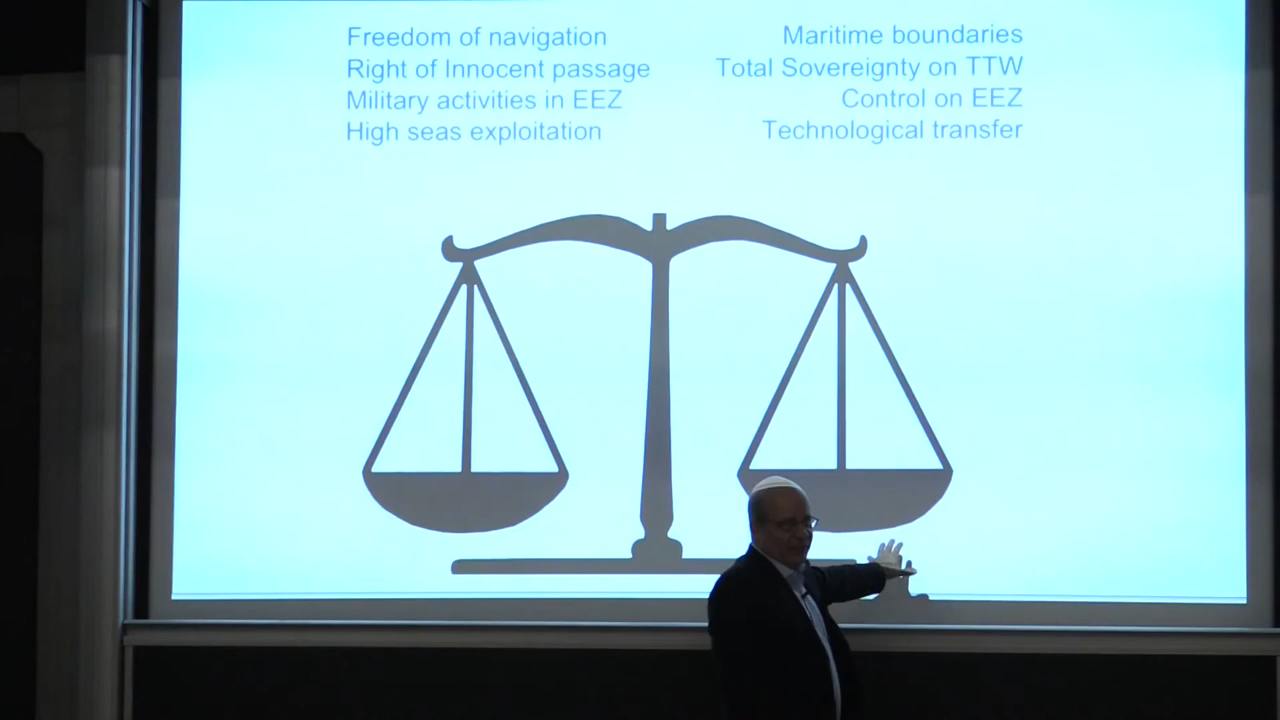 Freedom of navigation
Right of Innocent passage
Military activities in EEZ
High seas exploitation
Maritime boundaries
Total Sovereignty on TTW
Control on EEZ
Technological transfer